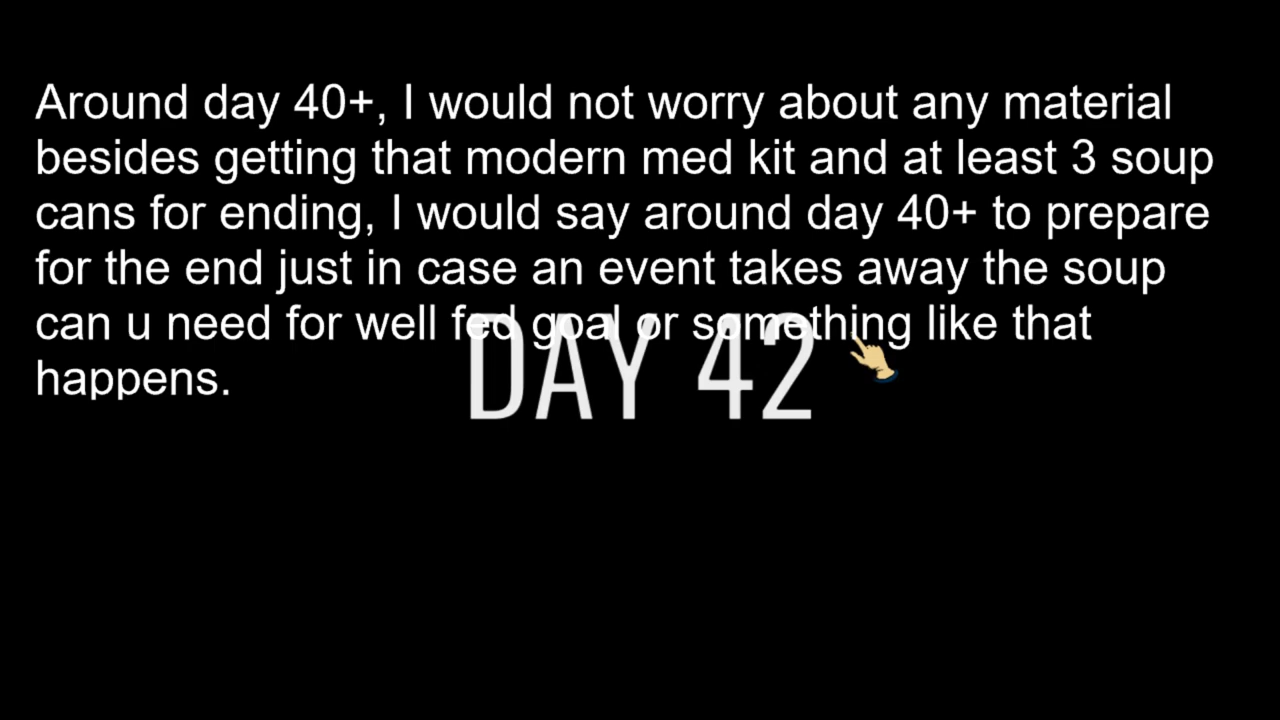 Around day 40+, I would not worry about any material
besides getting that modern med kit and at least 3 soup
cans for ending, I would say around day 40+ to prepare
for the end just in case an event takes away the soup
can u need for well fed goal or something like that
happens.
DAY 42